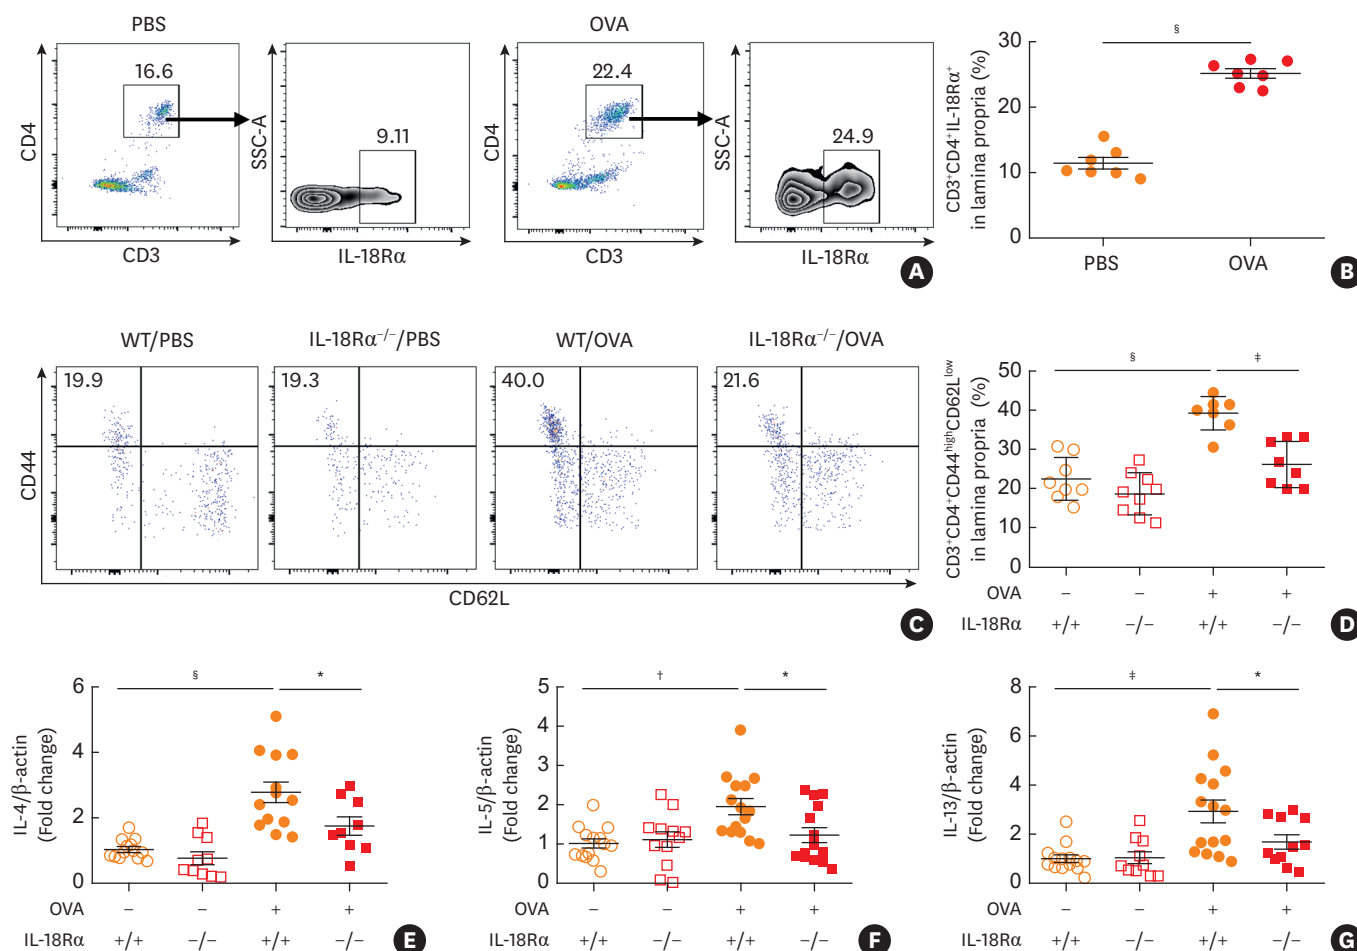 PBS
OVA
16.6
9.11
22.4
24.9
CD4
SSC-A
CD4
SSC-A
CD3
IL-18Rα
CD3
IL-18Rα
A
§
30
20
10
0
CD3⁺CD4⁺IL-18Rα⁺
in lamina propria (%)
PBS
OVA
B
WT/PBS
IL-18Rα⁻/⁻/PBS
WT/OVA
IL-18Rα⁻/⁻/OVA
19.9
19.3
40.0
21.6
CD44
CD62L
C
§
‡
50
40
30
20
10
0
CD3⁺CD4⁺CD44ʰⁱᵍʰCD62Lˡᵒʷ
in lamina propria (%)
OVA − − + +
IL-18Rα +/+ −/− +/+ −/−
D
§
*
6
4
2
0
IL-4/β-actin
(Fold change)
OVA − − + +
IL-18Rα +/+ −/− +/+ −/−
E
†
*
5
4
3
2
1
0
IL-5/β-actin
(Fold change)
OVA − − + +
IL-18Rα +/+ −/− +/+ −/−
F
‡
*
8
6
4
2
0
IL-13/β-actin
(Fold change)
OVA − − + +
IL-18Rα +/+ −/− +/+ −/−
G